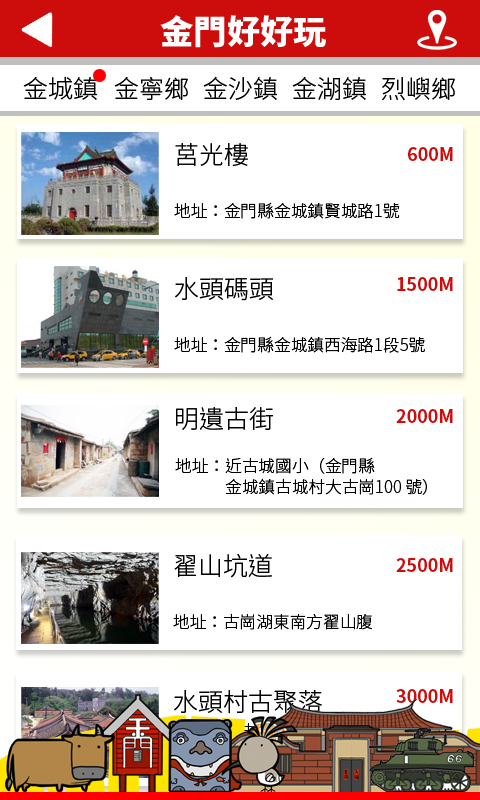 金門好好玩
金城鎮 金寧鄉 金沙鎮 金湖鎮 烈嶼鄉
莒光樓 600M
地址：金門縣金城鎮賢城路1號
水頭碼頭 1500M
地址：金門縣金城鎮西海路1段5號
明遺古街 2000M
地址：近古城國小（金門縣
金城鎮古城村大古崗100 號）
翟山坑道 2500M
地址：古崗湖東南方翟山腹
水頭村古聚落 3000M
金門
66